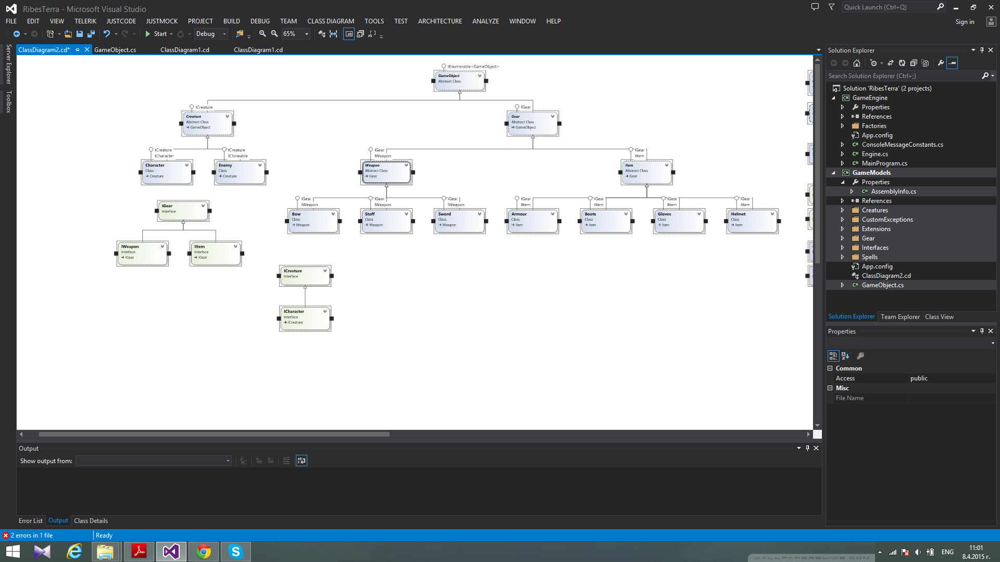 RibesTerra - Microsoft Visual Studio
Quick Launch (Ctrl+Q)
FILE EDIT VIEW TELERIK JUSTCODE JUSTMOCK PROJECT BUILD DEBUG TEAM CLASS DIAGRAM TOOLS TEST ARCHITECTURE ANALYZE WINDOW HELP
Sign in
Start Debug 65%
Server Explorer
Toolbox
ClassDiagram2.cd* GameObject.cs ClassDiagram1.cd ClassDiagram1.cd
IEnumerable<GameObject>
GameObject
Abstract Class
ICreature
Creature
Abstract Class
GameObject
IGear
Gear
Abstract Class
GameObject
ICreature
ICharacter
Character
Class
Creature
ICreature
ICloneable
Enemy
Class
Creature
IGear
IWeapon
Weapon
Abstract Class
Gear
IGear
IItem
Item
Abstract Class
Gear
IGear
Interface
IGear
IWeapon
Bow
Class
Weapon
IGear
IWeapon
Staff
Class
Weapon
IGear
IWeapon
Sword
Class
Weapon
IGear
IItem
Armour
Class
Item
IGear
IItem
Boots
Class
Item
IGear
IItem
Gloves
Class
Item
IGear
IItem
Helmet
Class
Item
IWeapon
Interface
IGear
IItem
Interface
IGear
ICreature
Interface
ICharacter
Interface
ICreature
Solution Explorer
Search Solution Explorer (Ctrl+;)
Solution 'RibesTerra' (2 projects)
GameEngine
Properties
References
Factories
App.config
ConsoleMessageConstants.cs
Engine.cs
MainProgram.cs
GameModels
Properties
AssemblyInfo.cs
References
Creatures
CustomExceptions
Extensions
Gear
Interfaces
Spells
App.config
ClassDiagram2.cd
GameObject.cs
Solution Explorer Team Explorer Class View
Properties
Common
Access public
Misc
File Name
Output
Show output from:
Error List Output Class Details
2 errors in 1 file Ready
ENG
11:01
8.4.2015 г.
WALLPAPERSWIDE.COM